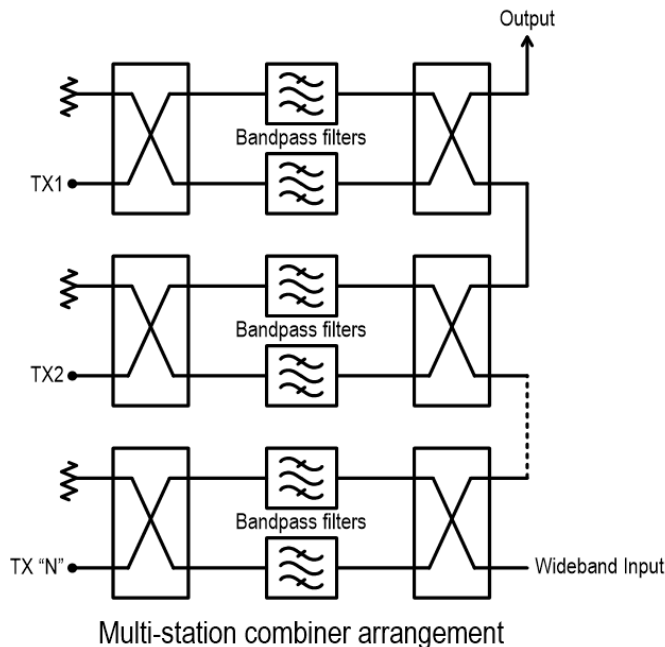 Output
Bandpass filters
TX1
Bandpass filters
TX2
Bandpass filters
TX “N”
Wideband Input
Multi-station combiner arrangement